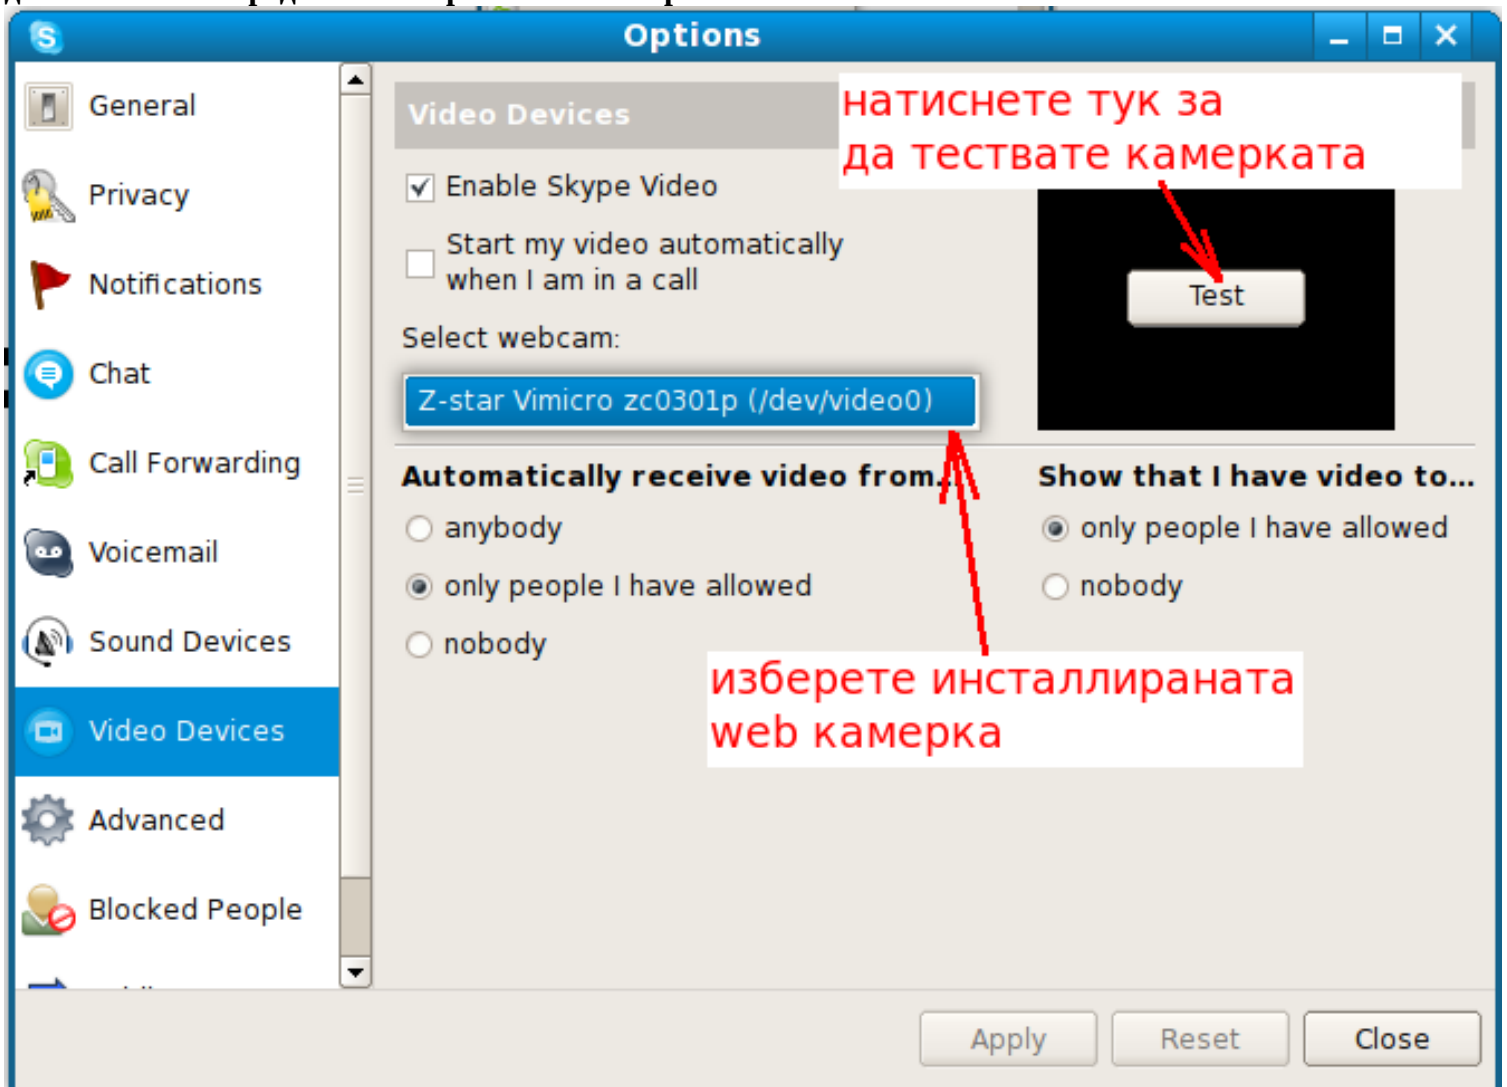 Options
General
Privacy
Notifications
Chat
Call Forwarding
Voicemail
Sound Devices
Video Devices
Advanced
Blocked People
Video Devices
натиснете тук за
да тествате камерката
Enable Skype Video
Start my video automatically
when I am in a call
Test
Select webcam:
Z-star Vimicro zc0301p (/dev/video0)
Automatically receive video from...
anybody
only people I have allowed
nobody
Show that I have video to...
only people I have allowed
nobody
изберете инсталлираната
web камерка
Apply
Reset
Close